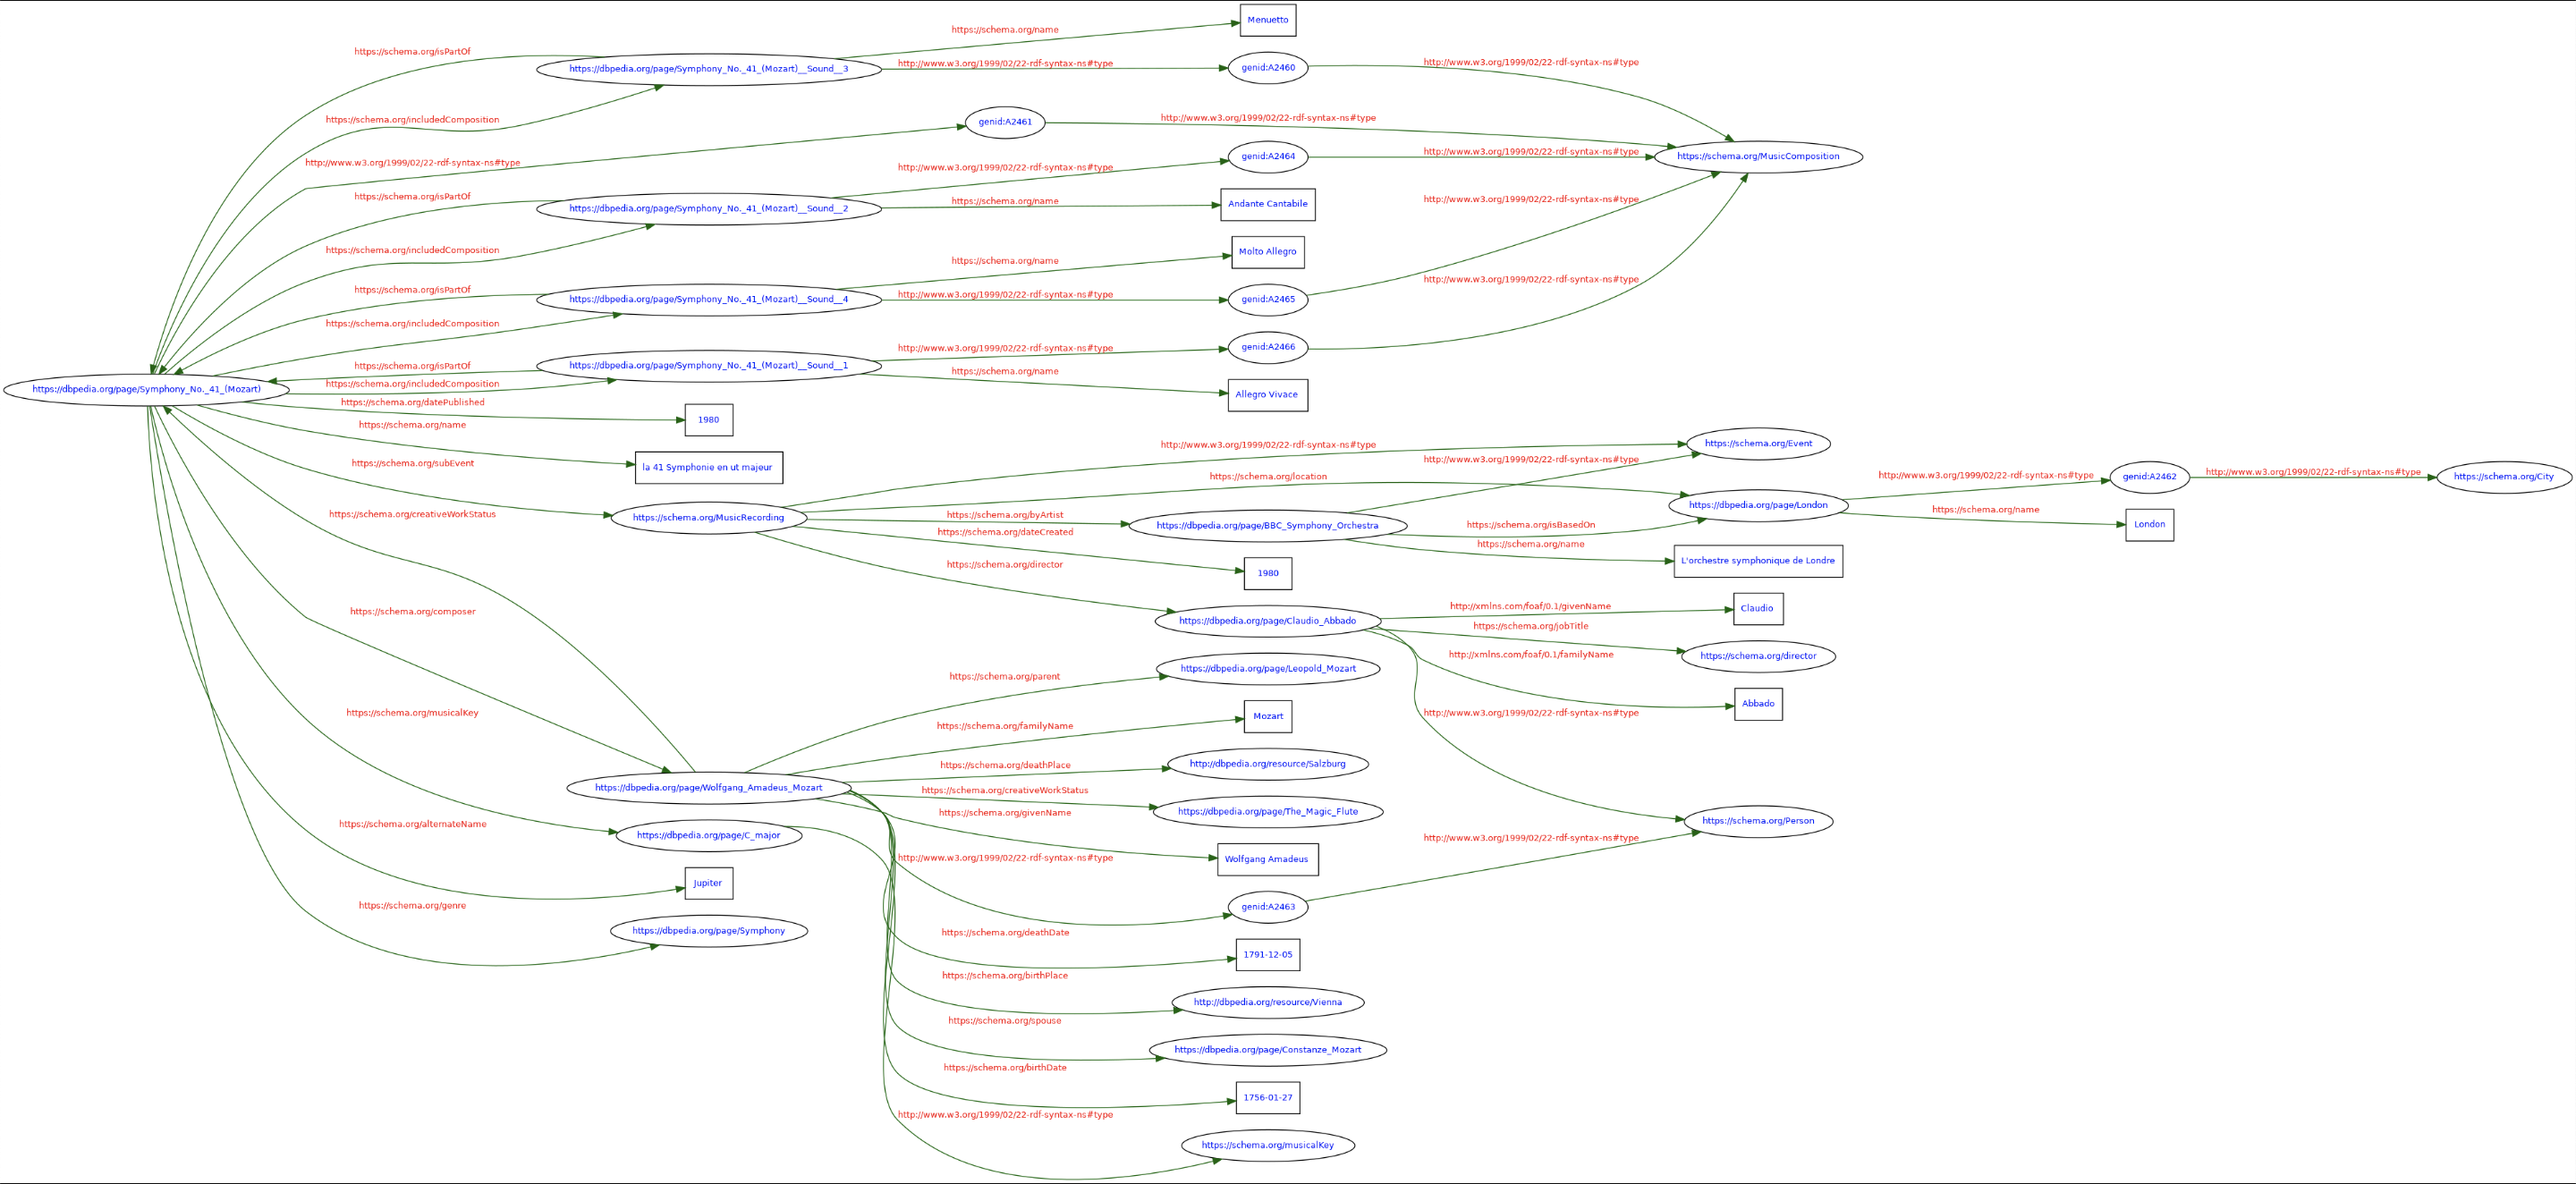 Menuetto
https://schema.org/name
https://schema.org/isPartOf
http://www.w3.org/1999/02/22-rdf-syntax-ns#type
https://dbpedia.org/page/Symphony_No._41_(Mozart)__Sound__3
genid:A2460
http://www.w3.org/1999/02/22-rdf-syntax-ns#type
https://schema.org/includedComposition
genid:A2461
http://www.w3.org/1999/02/22-rdf-syntax-ns#type
http://www.w3.org/1999/02/22-rdf-syntax-ns#type
http://www.w3.org/1999/02/22-rdf-syntax-ns#type
genid:A2464
http://www.w3.org/1999/02/22-rdf-syntax-ns#type
https://schema.org/MusicComposition
https://schema.org/isPartOf
https://dbpedia.org/page/Symphony_No._41_(Mozart)__Sound__2
https://schema.org/name
Andante Cantabile
http://www.w3.org/1999/02/22-rdf-syntax-ns#type
https://schema.org/includedComposition
https://schema.org/name
Molto Allegro
http://www.w3.org/1999/02/22-rdf-syntax-ns#type
https://schema.org/isPartOf
https://dbpedia.org/page/Symphony_No._41_(Mozart)__Sound__4
http://www.w3.org/1999/02/22-rdf-syntax-ns#type
genid:A2465
https://schema.org/includedComposition
http://www.w3.org/1999/02/22-rdf-syntax-ns#type
genid:A2466
https://schema.org/isPartOf
https://dbpedia.org/page/Symphony_No._41_(Mozart)__Sound__1
https://schema.org/name
https://dbpedia.org/page/Symphony_No._41_(Mozart)
https://schema.org/includedComposition
Allegro Vivace
https://schema.org/datePublished
1980
https://schema.org/name
la 41 Symphonie en ut majeur
https://schema.org/subEvent
http://www.w3.org/1999/02/22-rdf-syntax-ns#type
https://schema.org/Event
http://www.w3.org/1999/02/22-rdf-syntax-ns#type
https://schema.org/location
http://www.w3.org/1999/02/22-rdf-syntax-ns#type
genid:A2462
http://www.w3.org/1999/02/22-rdf-syntax-ns#type
https://schema.org/City
https://schema.org/creativeWorkStatus
https://schema.org/MusicRecording
https://schema.org/byArtist
https://dbpedia.org/page/BBC_Symphony_Orchestra
https://schema.org/isBasedOn
https://dbpedia.org/page/London
https://schema.org/name
London
https://schema.org/dateCreated
https://schema.org/name
L'orchestre symphonique de Londre
https://schema.org/director
1980
https://schema.org/composer
https://dbpedia.org/page/Claudio_Abbado
http://xmlns.com/foaf/0.1/givenName
Claudio
https://schema.org/jobTitle
https://schema.org/director
http://xmlns.com/foaf/0.1/familyName
https://schema.org/parent
https://dbpedia.org/page/Leopold_Mozart
Abbado
https://schema.org/musicalKey
https://schema.org/familyName
Mozart
http://www.w3.org/1999/02/22-rdf-syntax-ns#type
https://schema.org/deathPlace
http://dbpedia.org/resource/Salzburg
https://dbpedia.org/page/Wolfgang_Amadeus_Mozart
https://schema.org/creativeWorkStatus
https://dbpedia.org/page/The_Magic_Flute
https://schema.org/givenName
https://schema.org/Person
https://schema.org/alternateName
https://dbpedia.org/page/C_major
http://www.w3.org/1999/02/22-rdf-syntax-ns#type
http://www.w3.org/1999/02/22-rdf-syntax-ns#type
Wolfgang Amadeus
Jupiter
https://schema.org/genre
genid:A2463
https://dbpedia.org/page/Symphony
https://schema.org/deathDate
1791-12-05
https://schema.org/birthPlace
http://dbpedia.org/resource/Vienna
https://schema.org/spouse
https://dbpedia.org/page/Constanze_Mozart
https://schema.org/birthDate
1756-01-27
http://www.w3.org/1999/02/22-rdf-syntax-ns#type
https://schema.org/musicalKey